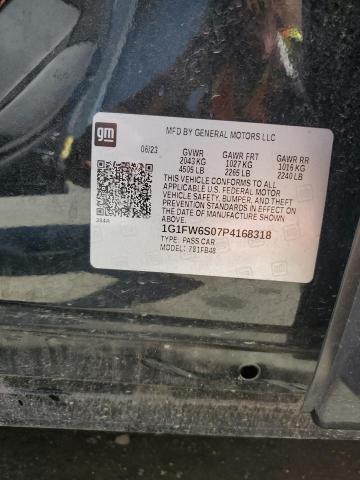 gm
MFD BY GENERAL MOTORS LLC
06/23 GVWR GAWR FRT GAWR RR
2043 KG 1027 KG 1016 KG
4505 LB 2265 LB 2240 LB
THIS VEHICLE CONFORMS TO ALL
APPLICABLE U.S. FEDERAL MOTOR
VEHICLE SAFETY, BUMPER, AND THEFT
PREVENTION STANDARDS IN EFFECT ON
THE DATE OF MANUFACTURE SHOWN
ABOVE.
1G1FW6S07P4168318
TYPE: PASS CAR
MODEL: 781FB48